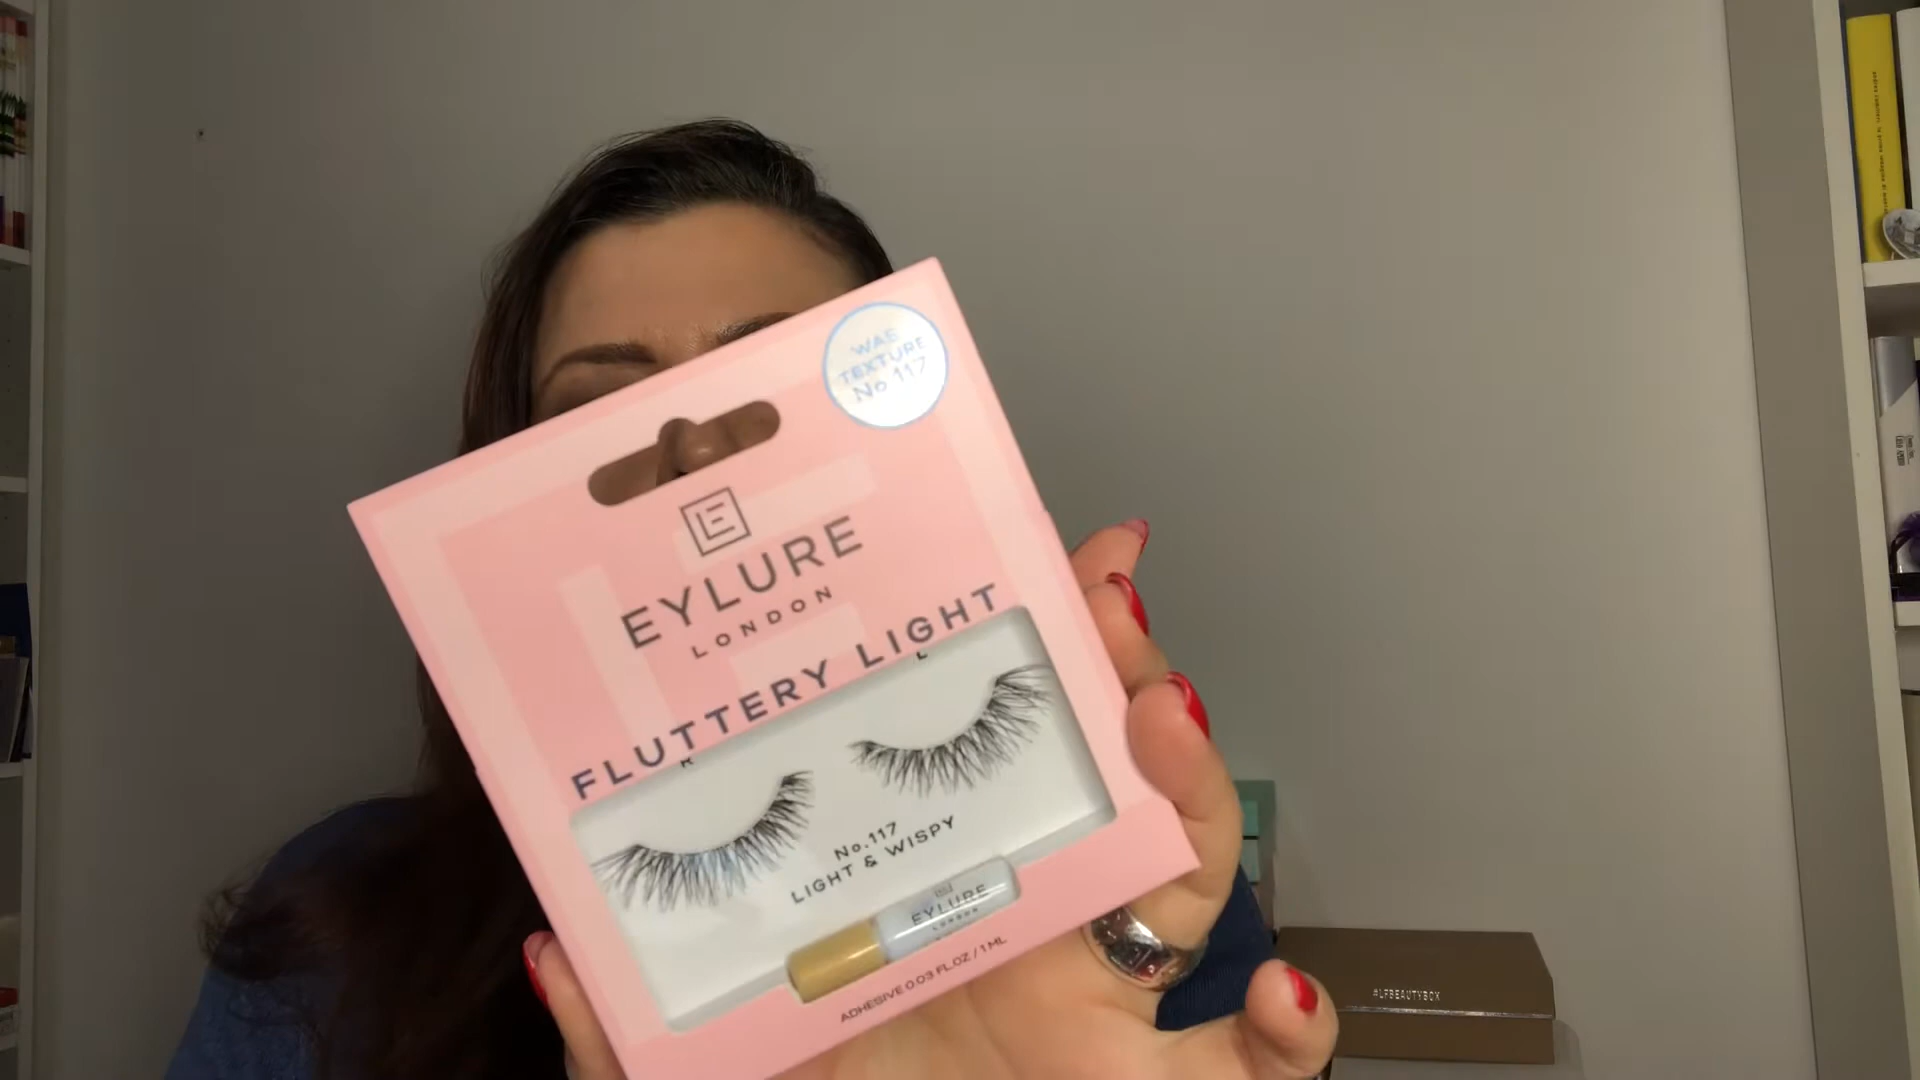 WAS
TEXTURE
No 117
EYLURE
LONDON
FLUTTERY LIGHT
L
R
No.117
LIGHT & WISPY
EYLURE
LONDON
ADHESIVE 0.03 FL.OZ / 1 ML
#LFBEAUTYBOX